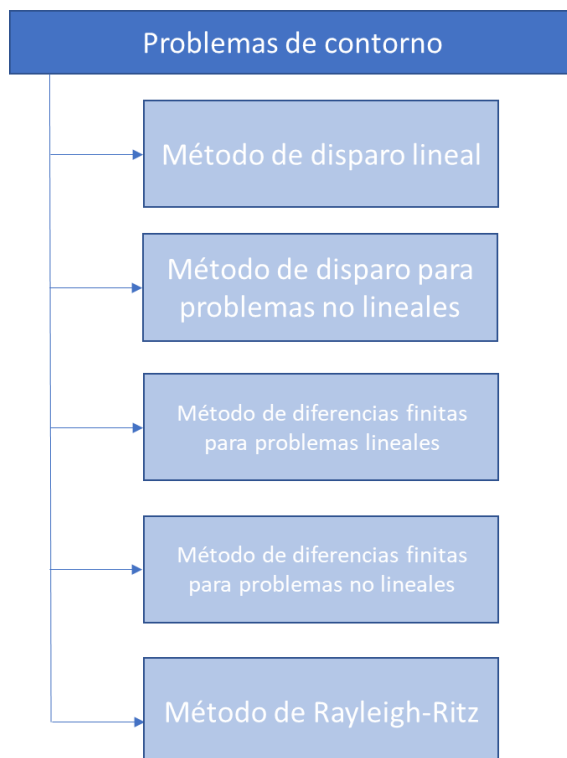 Problemas de contorno
Método de disparo lineal
Método de disparo para
problemas no lineales
Método de diferencias finitas
para problemas lineales
Método de diferencias finitas
para problemas no lineales
Método de Rayleigh-Ritz